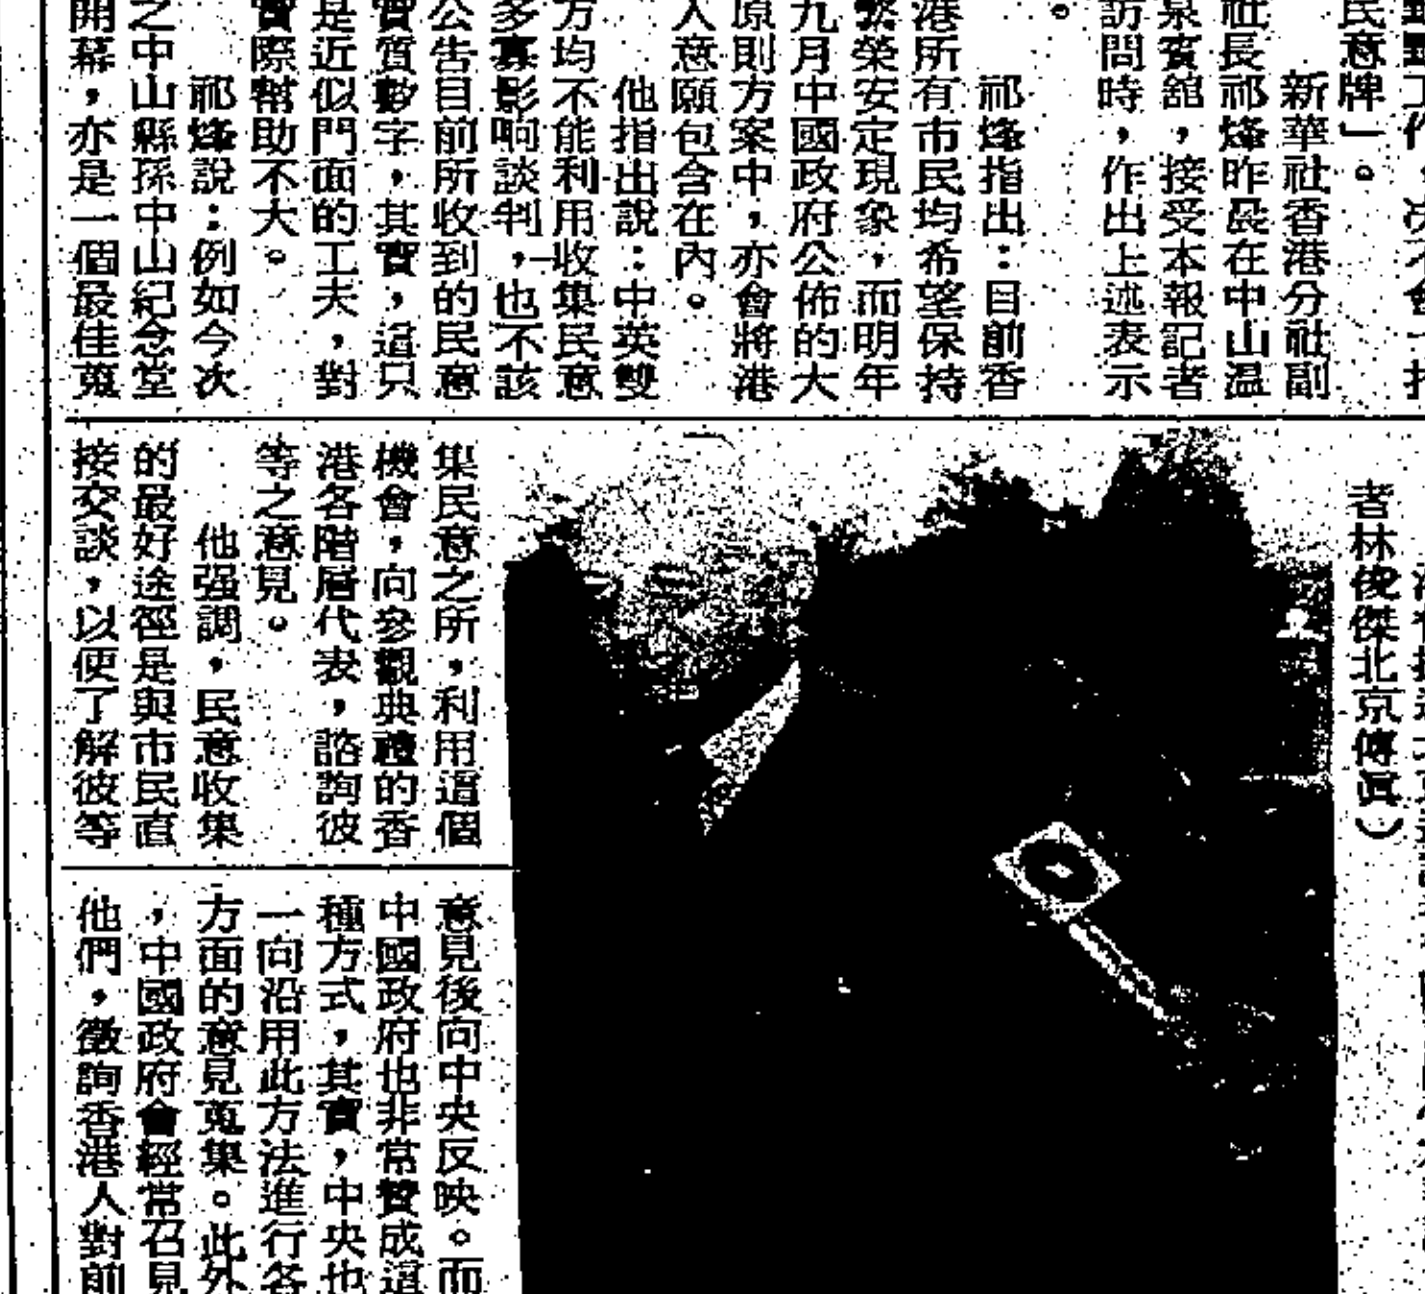 民意牌」。
新華社香港分社副
社長祁烽昨晨在中山温
泉賓舘，接受本報記者
訪問時，作出上述表示
。
祁烽指出：目前香
港所有市民均希望保持
繁榮安定現象，而明年
九月中國政府公佈的大
原則方案中，亦會將港
人意願包含在內。
他指出說：中英雙
方均不能利用收集民意
多寡影响談判，也不該
公告目前所收到的民意
實質數字，其實，這只
是近似門面的工夫，對
實際幫助不大。
祁烽說：例如今次
之中山縣孫中山紀念堂
開幕，亦是一個最佳蒐
者林俊傑北京傳眞）
集民意之所，利用這個
機會，向參觀典禮的香
港各階層代表，諮詢彼
等之意見。
他强調，民意收集
的最好途徑是與市民直
接交談，以便了解彼等
意見後向中央反映。而
中國政府也非常贊成這
種方式，其實，中央也
一向沿用此方法進行各
方面的意見蒐集。此外
，中國政府會經常召見
他們，徵詢香港人對前